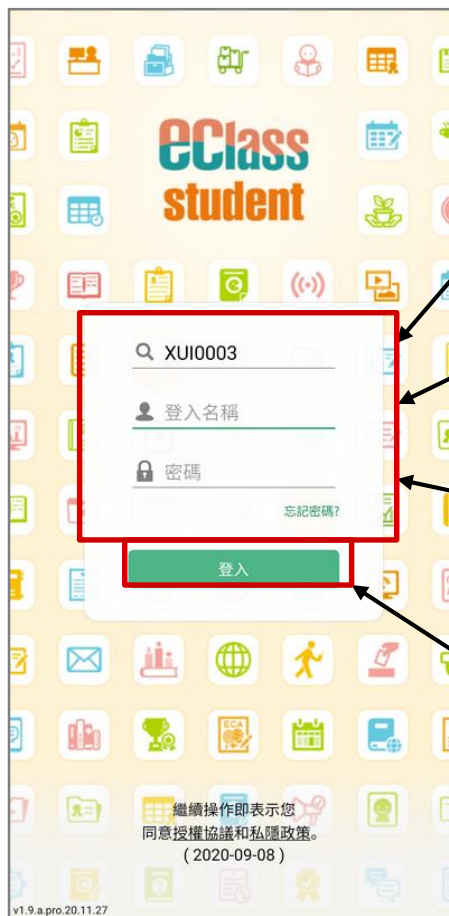 eClass
student
XUI0003
登入名稱
密碼
忘記密碼?
登入
ECA
繼續操作即表示您
同意授權協議和私隱政策。
( 2020-09-08 )
v1.9.a.pro.20.11.27